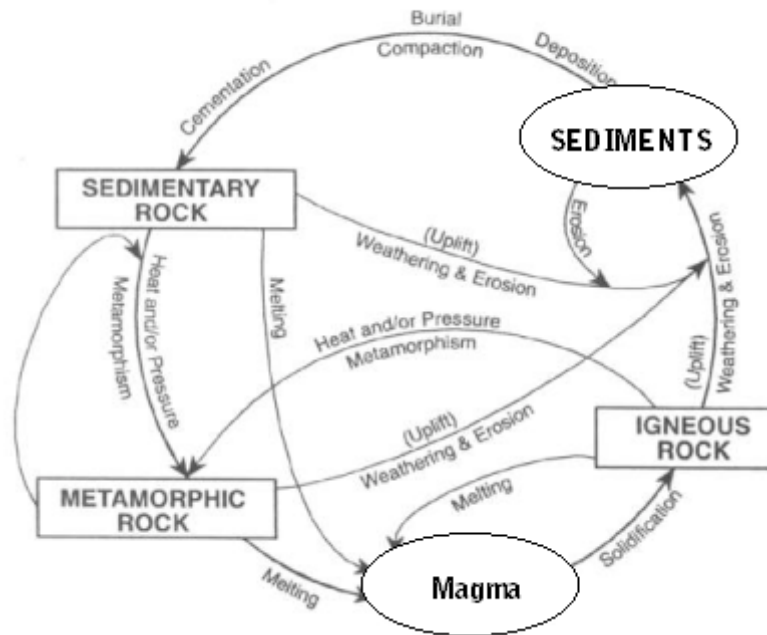 Burial
Compaction
Deposition
Cementation
SEDIMENTS
SEDIMENTARY
ROCK
Erosion
(Uplift)
Weathering & Erosion
Melting
Heat and/or Pressure
Metamorphism
Heat and/or Pressure
Metamorphism
(Uplift)
Weathering & Erosion
IGNEOUS
ROCK
(Uplift)
Weathering & Erosion
METAMORPHIC
ROCK
Melting
Solidification
Melting
Magma